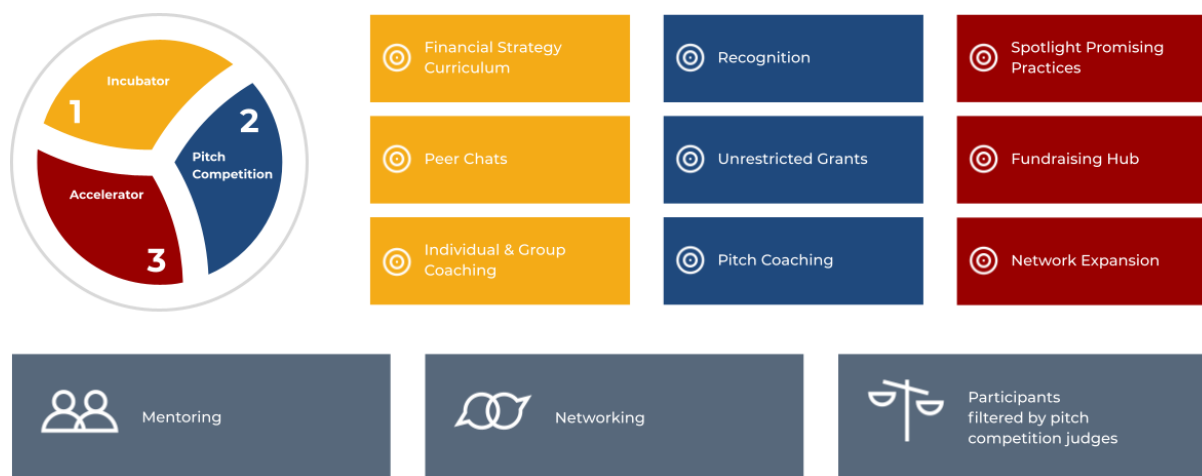 Incubator
1
2
Pitch
Competition
Accelerator
3
Financial Strategy
Curriculum
Recognition
Spotlight Promising
Practices
Peer Chats
Unrestricted Grants
Fundraising Hub
Individual & Group
Coaching
Pitch Coaching
Network Expansion
Mentoring
Networking
Participants
filtered by pitch
competition judges